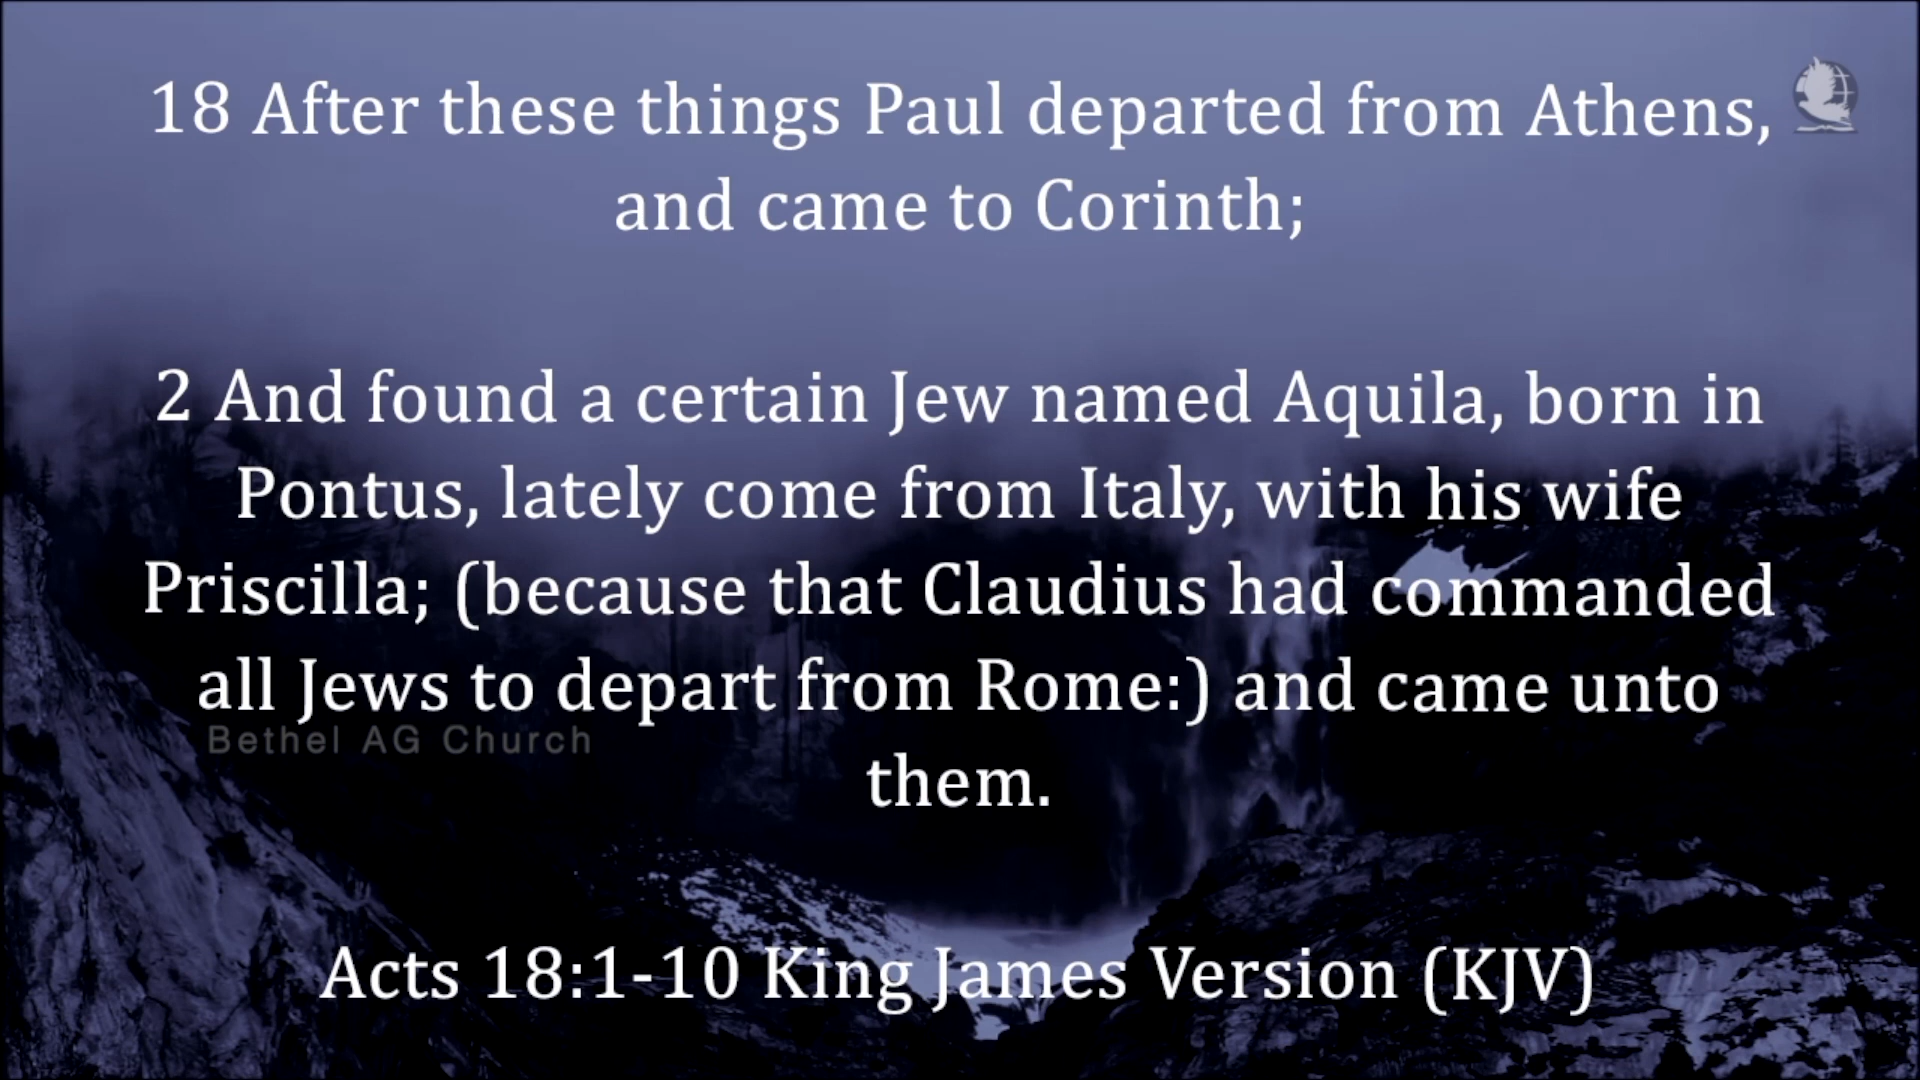 18 After these things Paul departed from Athens,
and came to Corinth;
2 And found a certain Jew named Aquila, born in
Pontus, lately come from Italy, with his wife
Priscilla; (because that Claudius had commanded
all Jews to depart from Rome:) and came unto
Bethel AG Church
them.
Acts 18:1-10 King James Version (KJV)